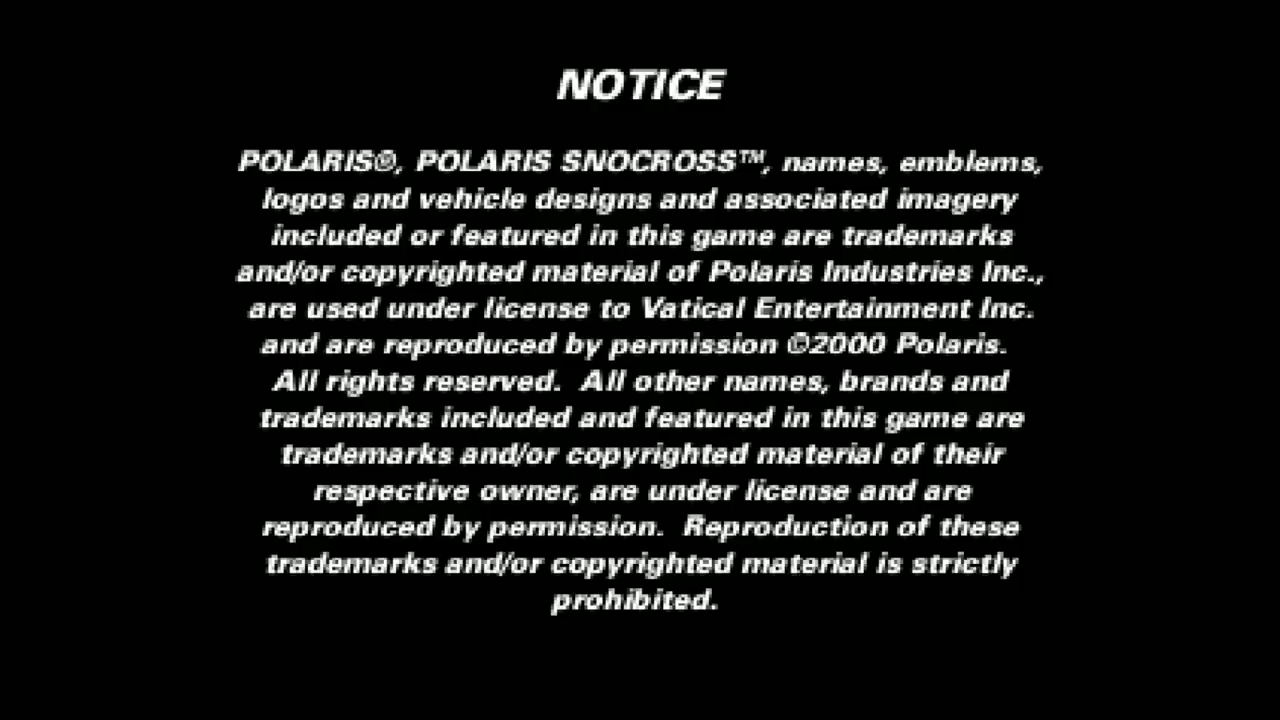 NOTICE
POLARIS®, POLARIS SNOCROSS™, names, emblems,
logos and vehicle designs and associated imagery
included or featured in this game are trademarks
and/or copyrighted material of Polaris Industries Inc.,
are used under license to Vatical Entertainment Inc.
and are reproduced by permission ©2000 Polaris.
All rights reserved.  All other names, brands and
trademarks included and featured in this game are
trademarks and/or copyrighted material of their
respective owner, are under license and are
reproduced by permission.  Reproduction of these
trademarks and/or copyrighted material is strictly
prohibited.